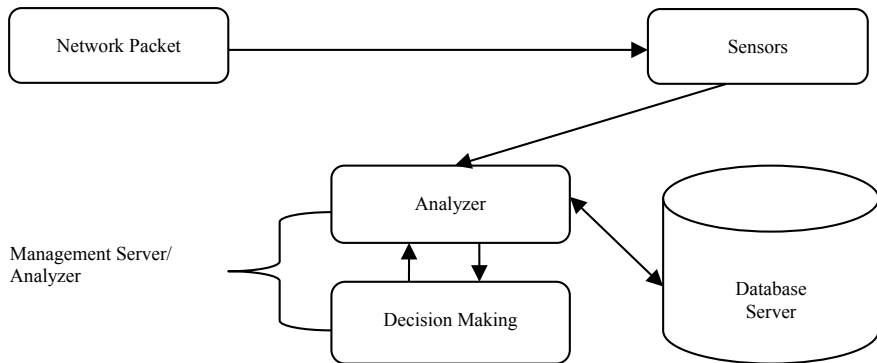 Network Packet
Sensors
Analyzer
Management Server/
Analyzer
Database
Server
Decision Making